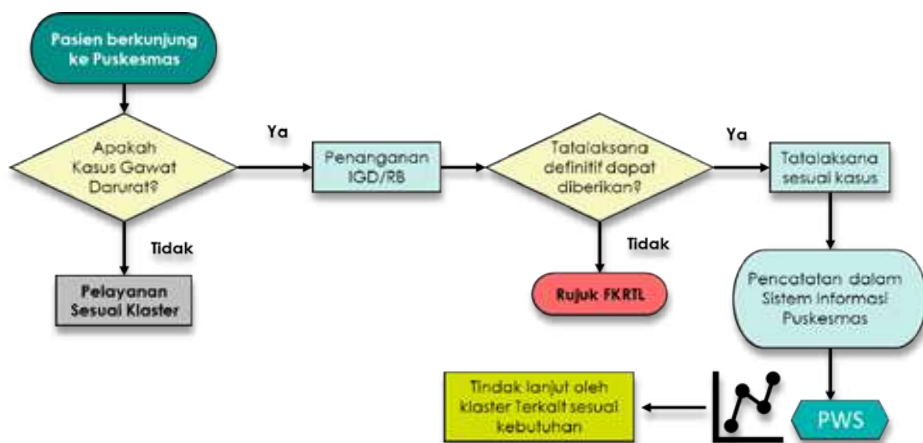 Pasien berkunjung
ke Puskesmas
Apakah
Kasus Gawat
Darurat?
Ya
Penanganan
IGD/RB
Tatalaksana
definitif dapat
diberikan?
Ya
Tatalaksana
sesuai kasus
Tidak
Pelayanan
Sesuai Klaster
Tidak
Rujuk FKRTL
Pencatatan dalam
Sistem Informasi
Puskesmas
Tindak lanjut oleh
klaster Terkait sesuai
kebutuhan
PWS